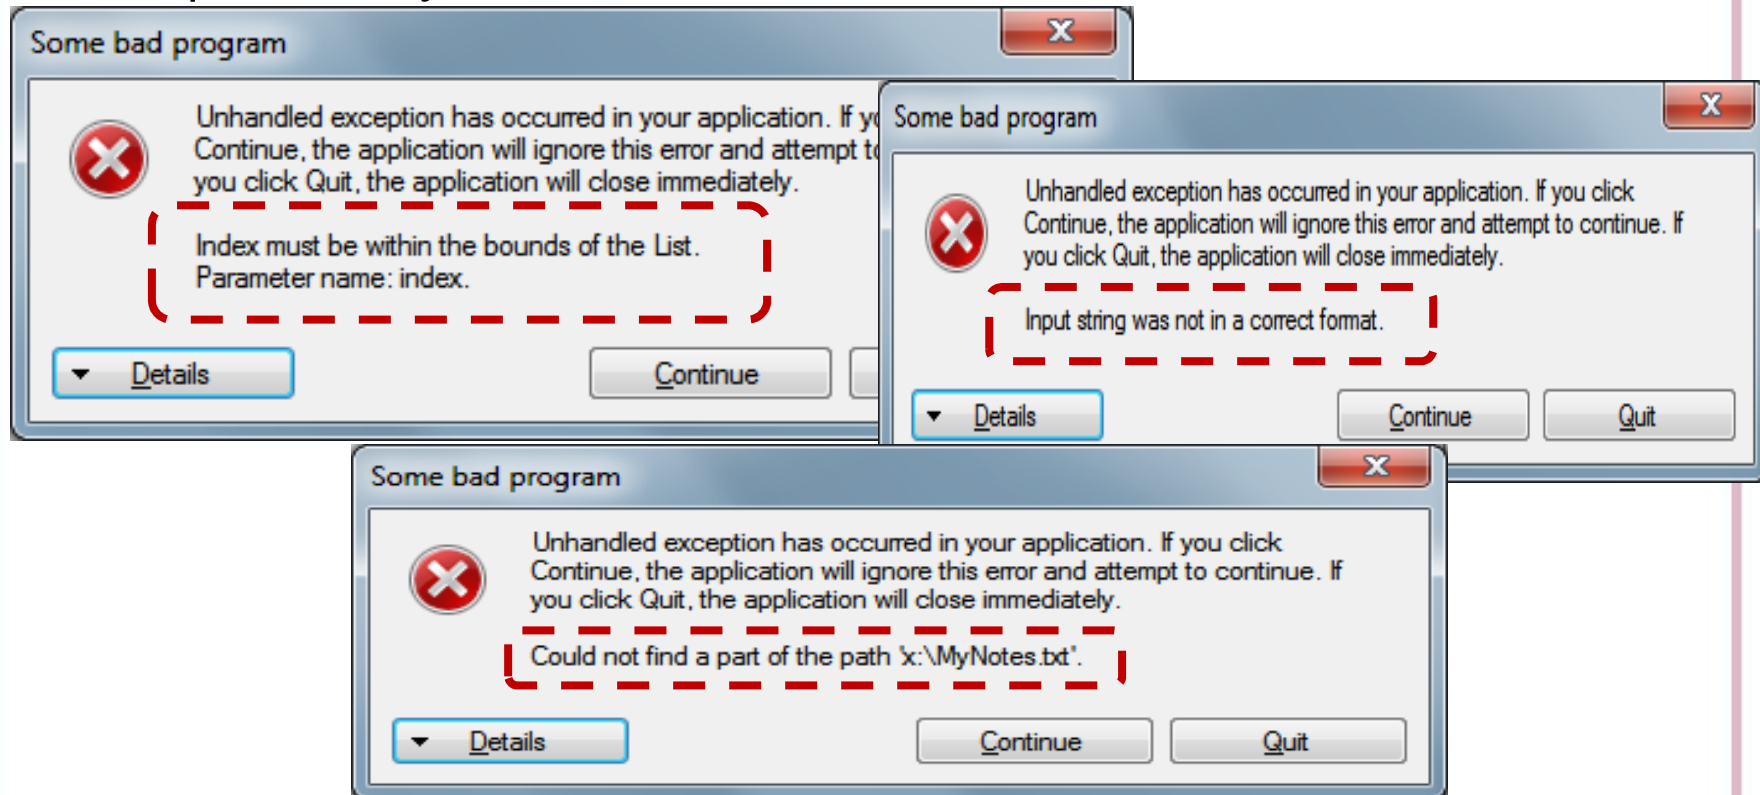 Some bad program
Unhandled exception has occurred in your application. If
Continue, the application will ignore this error and attempt
you click Quit, the application will close immediately.
Index must be within the bounds of the List.
Parameter name: index.
Details
Continue
Some bad program
Unhandled exception has occurred in your application. If you click
Continue, the application will ignore this error and attempt to continue. If
you click Quit, the application will close immediately.
Input string was not in a correct format.
Details
Continue
Quit
Some bad program
Unhandled exception has occurred in your application. If you click
Continue, the application will ignore this error and attempt to continue. If
you click Quit, the application will close immediately.
Could not find a part of the path 'x:\MyNotes.txt'.
Details
Continue
Quit